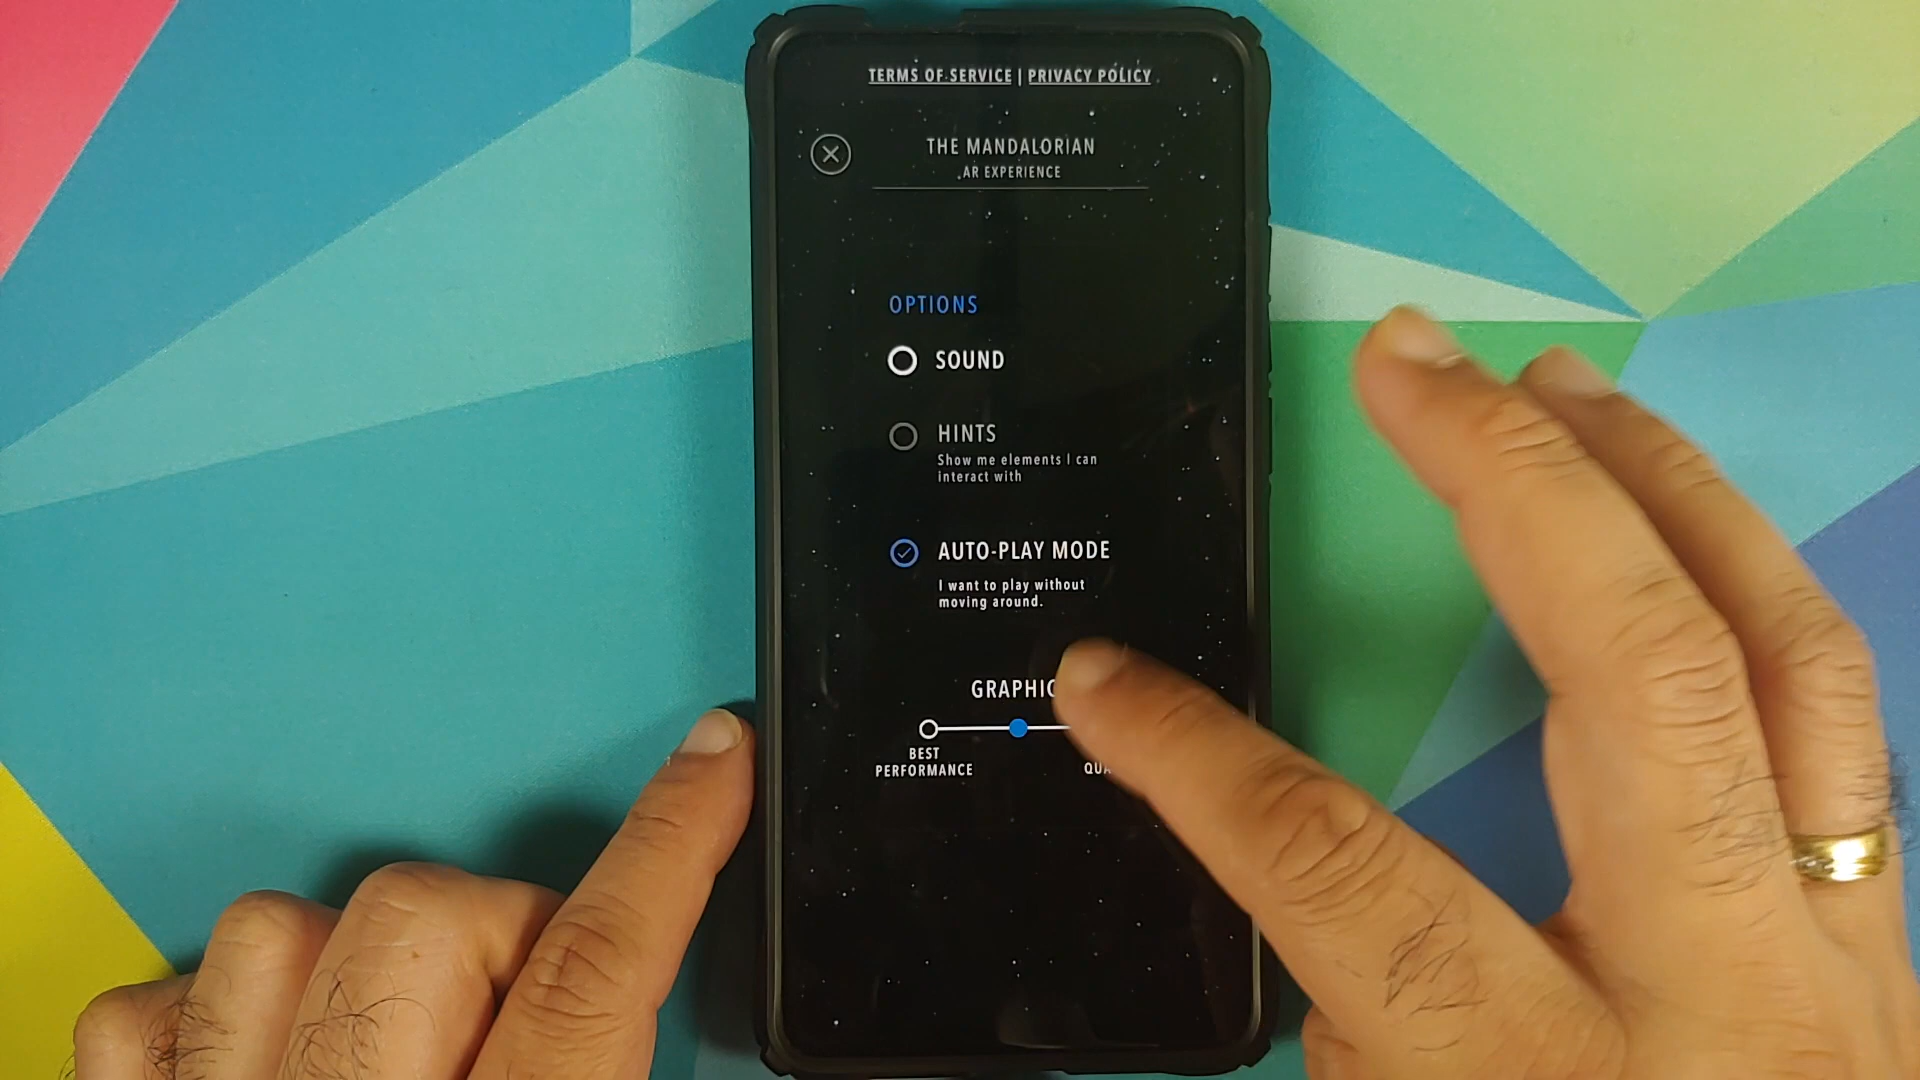 TERMS OF SERVICE | PRIVACY POLICY
THE MANDALORIAN
AR EXPERIENCE
OPTIONS
SOUND
HINTS
Show me elements I can
interact with
AUTO-PLAY MODE
I want to play without
moving around.
BEST
PERFORMANCE